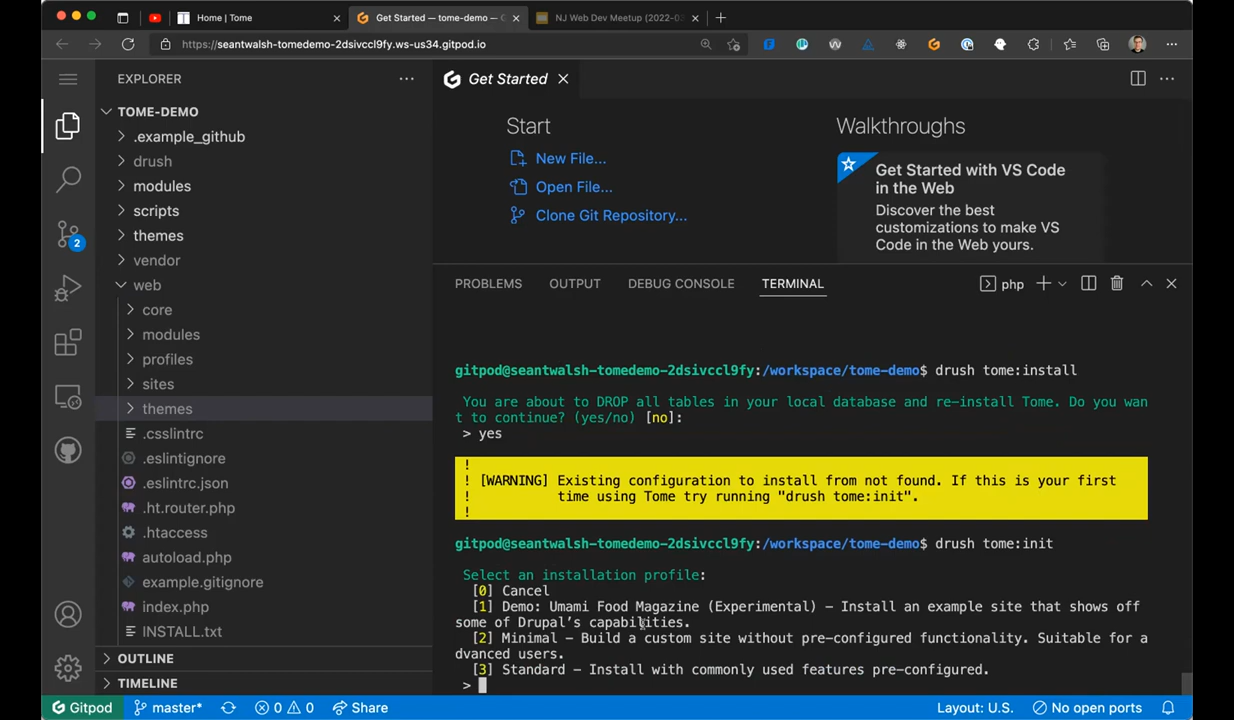 Home | Tome
Get Started — tome-demo — G
NJ Web Dev Meetup (2022-02
https://seantwalsh-tomedemo-2dsivccl9fy.ws-us34.gitpod.io
EXPLORER
TOME-DEMO
.example_github
drush
modules
scripts
themes
vendor
web
core
modules
profiles
sites
themes
.csslintrc
.eslintignore
.eslintrc.json
.ht.router.php
.htaccess
autoload.php
example.gitignore
index.php
INSTALL.txt
OUTLINE
TIMELINE
2
Get Started
Start
New File...
Open File...
Clone Git Repository...
Walkthroughs
Get Started with VS Code
in the Web
Discover the best
customizations to make VS
Code in the Web yours.
PROBLEMS OUTPUT DEBUG CONSOLE TERMINAL
php
gitpod@seantwalsh-tomedemo-2dsivccl9fy:/workspace/tome-demo$ drush tome:install
You are about to DROP all tables in your local database and re-install Tome. Do you wan
t to continue? (yes/no) [no]:
> yes
!
! [WARNING] Existing configuration to install from not found. If this is your first
! time using Tome try running "drush tome:init".
!
gitpod@seantwalsh-tomedemo-2dsivccl9fy:/workspace/tome-demo$ drush tome:init
Select an installation profile:
[0] Cancel
[1] Demo: Umami Food Magazine (Experimental) - Install an example site that shows off
some of Drupal's capabilities.
[2] Minimal - Build a custom site without pre-configured functionality. Suitable for a
dvanced users.
[3] Standard - Install with commonly used features pre-configured.
>
Gitpod master* 0 0 Share Layout: U.S. No open ports